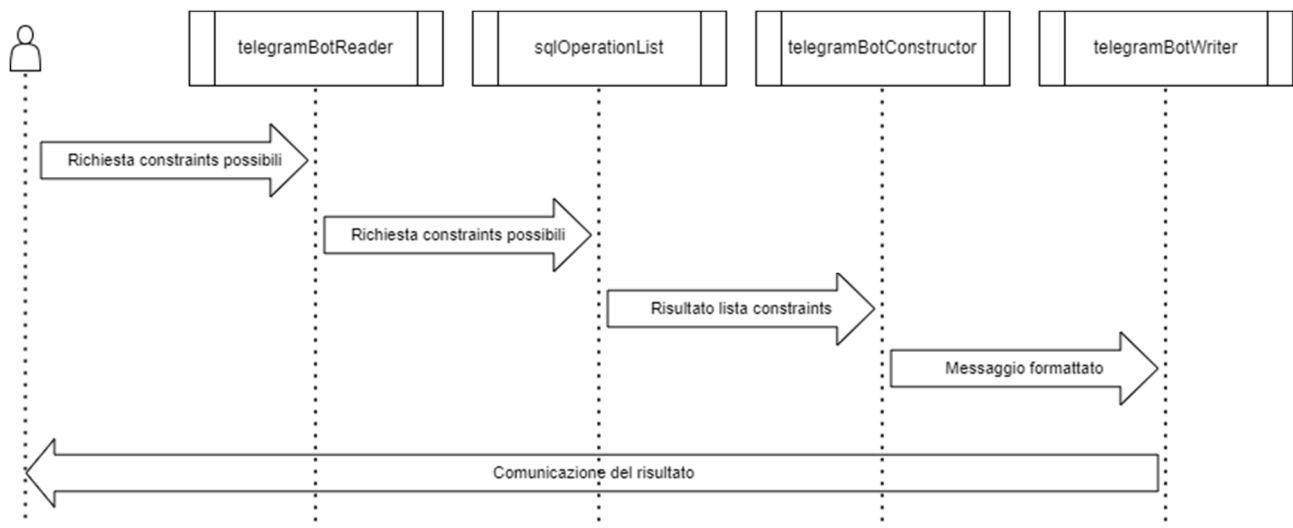 telegramBotReader
sqlOperationList
telegramBotConstructor
telegramBotWriter
Richiesta constraints possibili
Richiesta constraints possibili
Risultato lista constraints
Messaggio formattato
Comunicazione del risultato